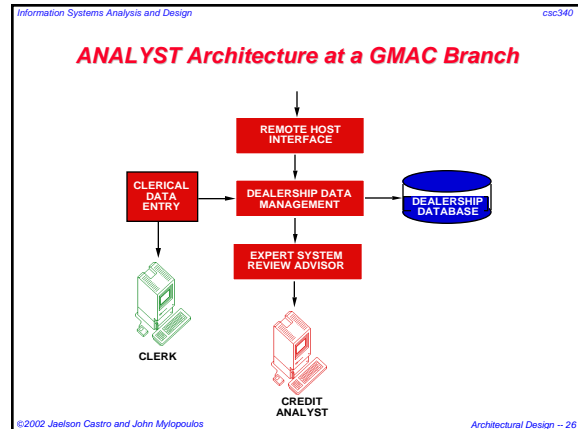 Information Systems Analysis and Design
csc340
ANALYST Architecture at a GMAC Branch
REMOTE HOST
INTERFACE
CLERICAL
DATA
ENTRY
DEALERSHIP DATA
MANAGEMENT
DEALERSHIP
DATABASE
EXPERT SYSTEM
REVIEW ADVISOR
CLERK
CREDIT
ANALYST
©2002 Jaelson Castro and John Mylopoulos
Architectural Design -- 26